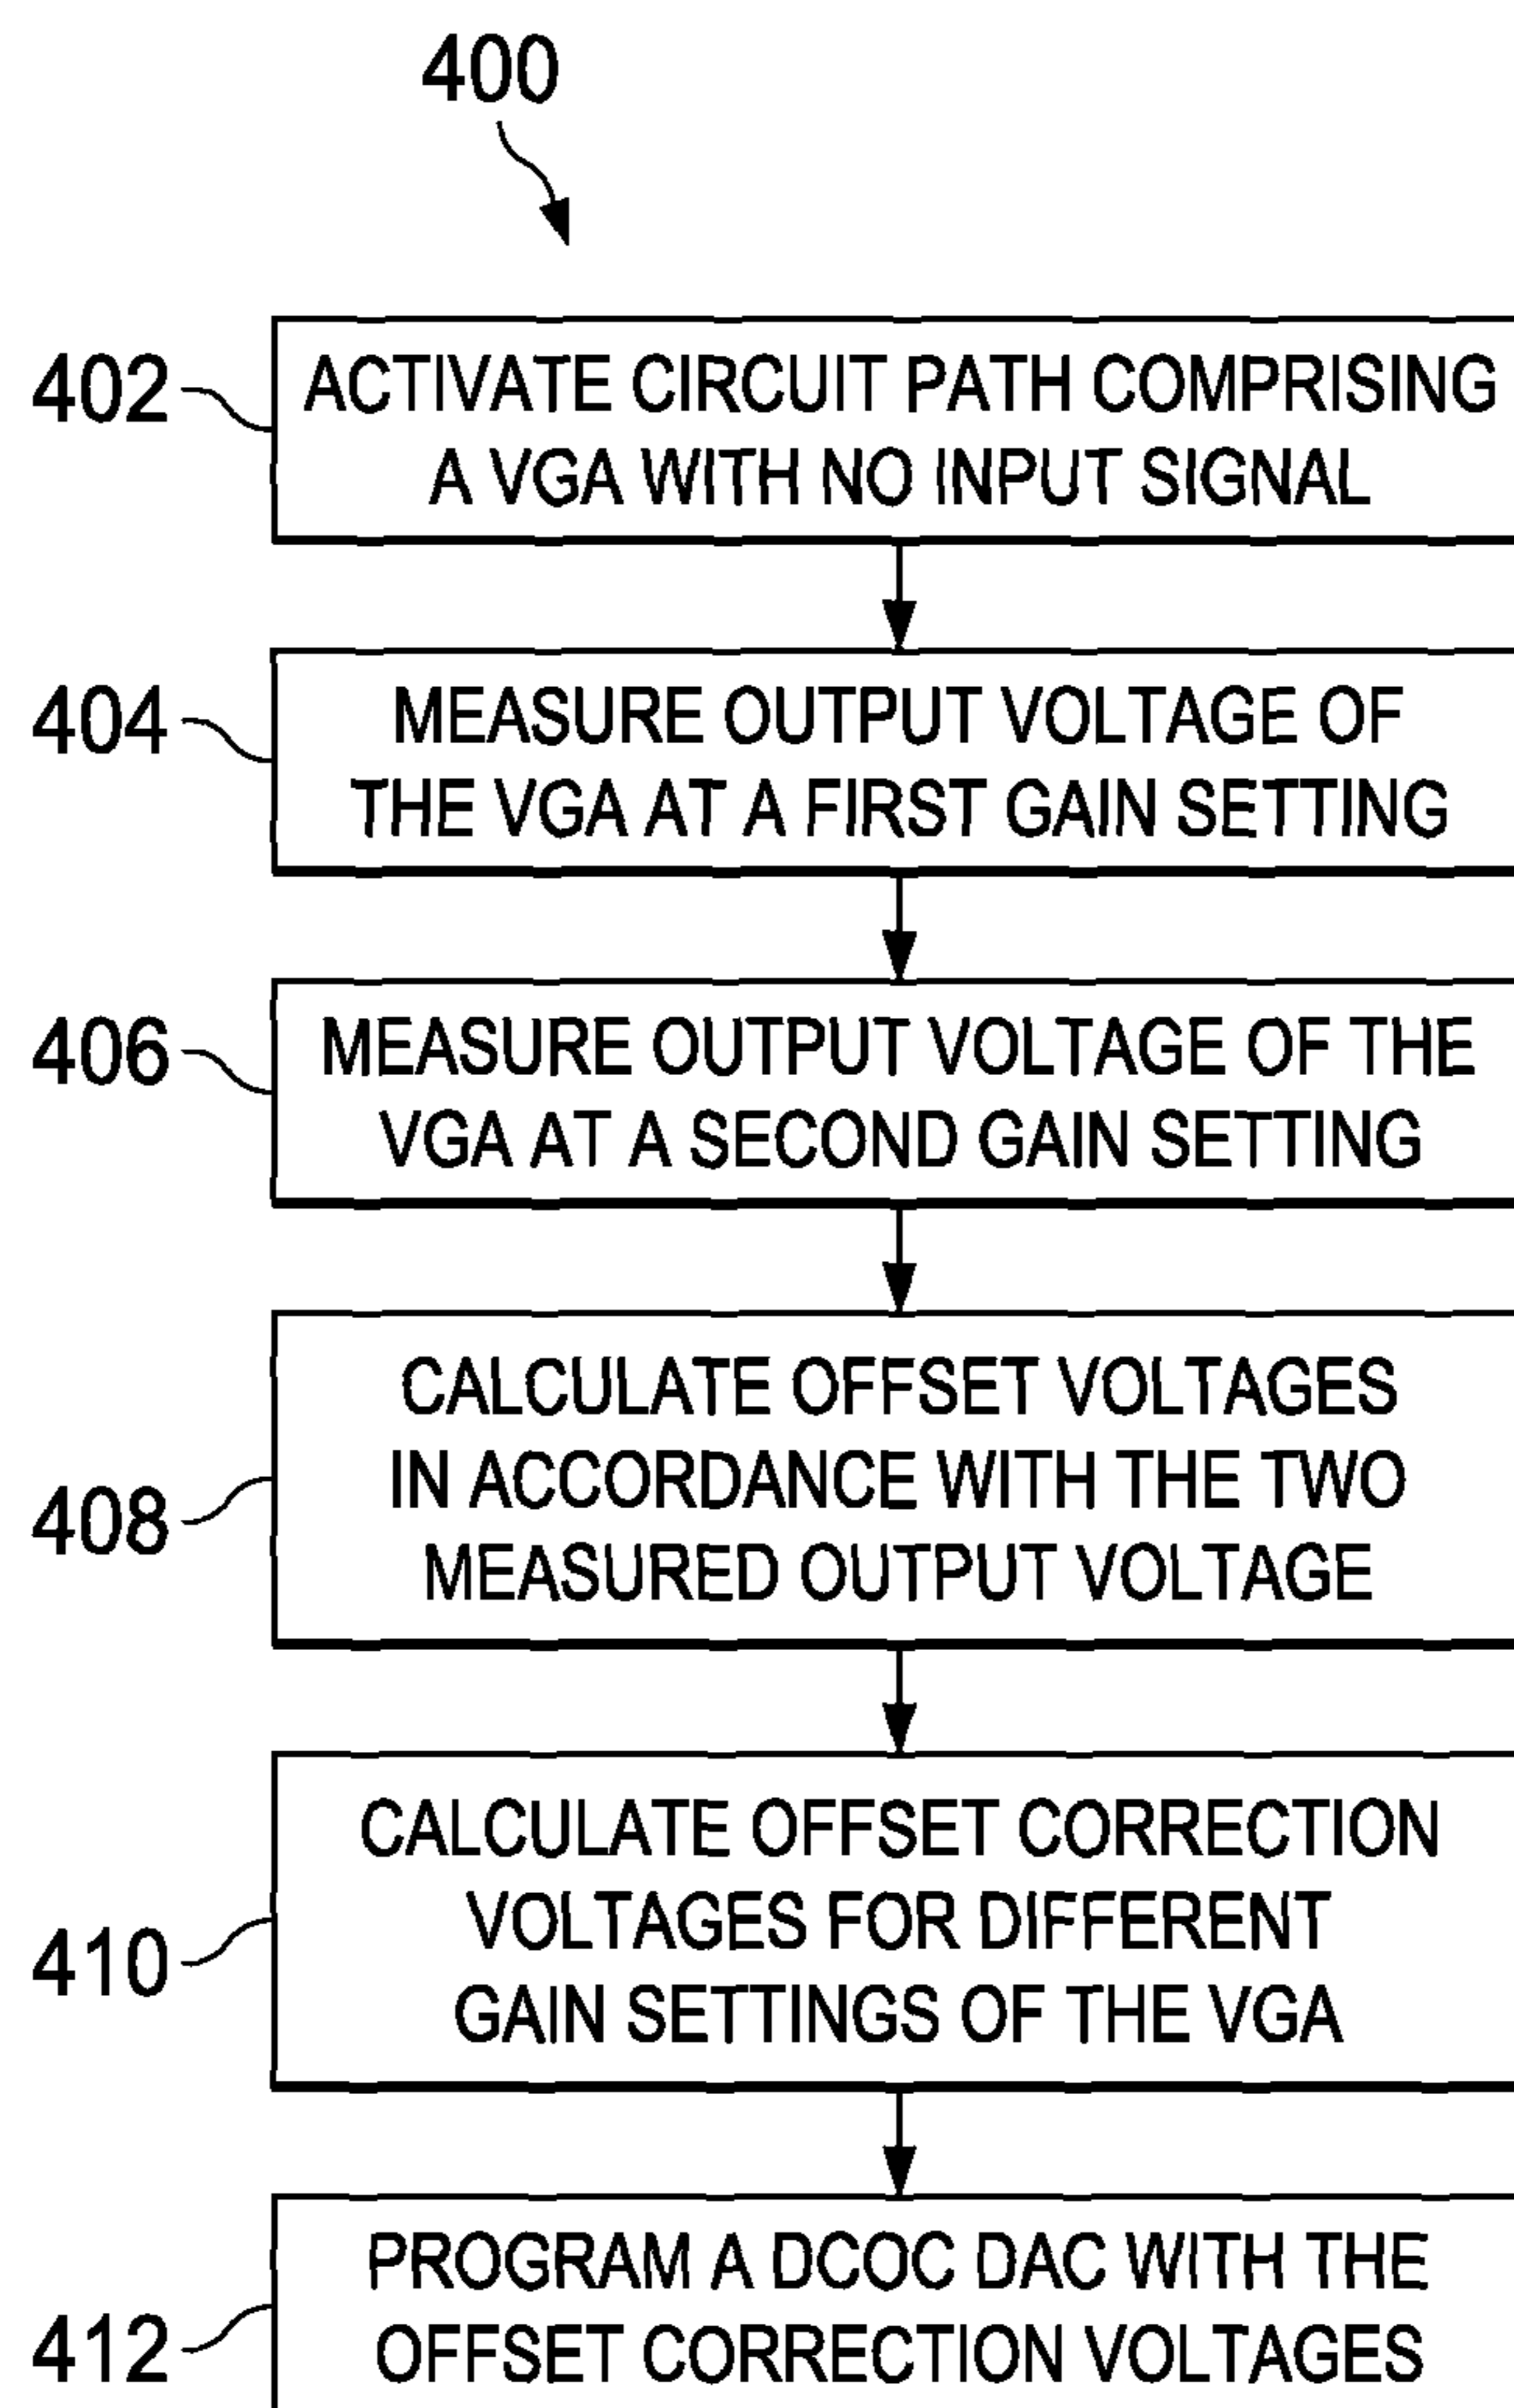 400
402
ACTIVATE CIRCUIT PATH COMPRISING
A VGA WITH NO INPUT SIGNAL
404
MEASURE OUTPUT VOLTAGE OF
THE VGA AT A FIRST GAIN SETTING
406
MEASURE OUTPUT VOLTAGE OF THE
VGA AT A SECOND GAIN SETTING
408
CALCULATE OFFSET VOLTAGES
IN ACCORDANCE WITH THE TWO
MEASURED OUTPUT VOLTAGE
410
CALCULATE OFFSET CORRECTION
VOLTAGES FOR DIFFERENT
GAIN SETTINGS OF THE VGA
412
PROGRAM A DCOC DAC WITH THE
OFFSET CORRECTION VOLTAGES